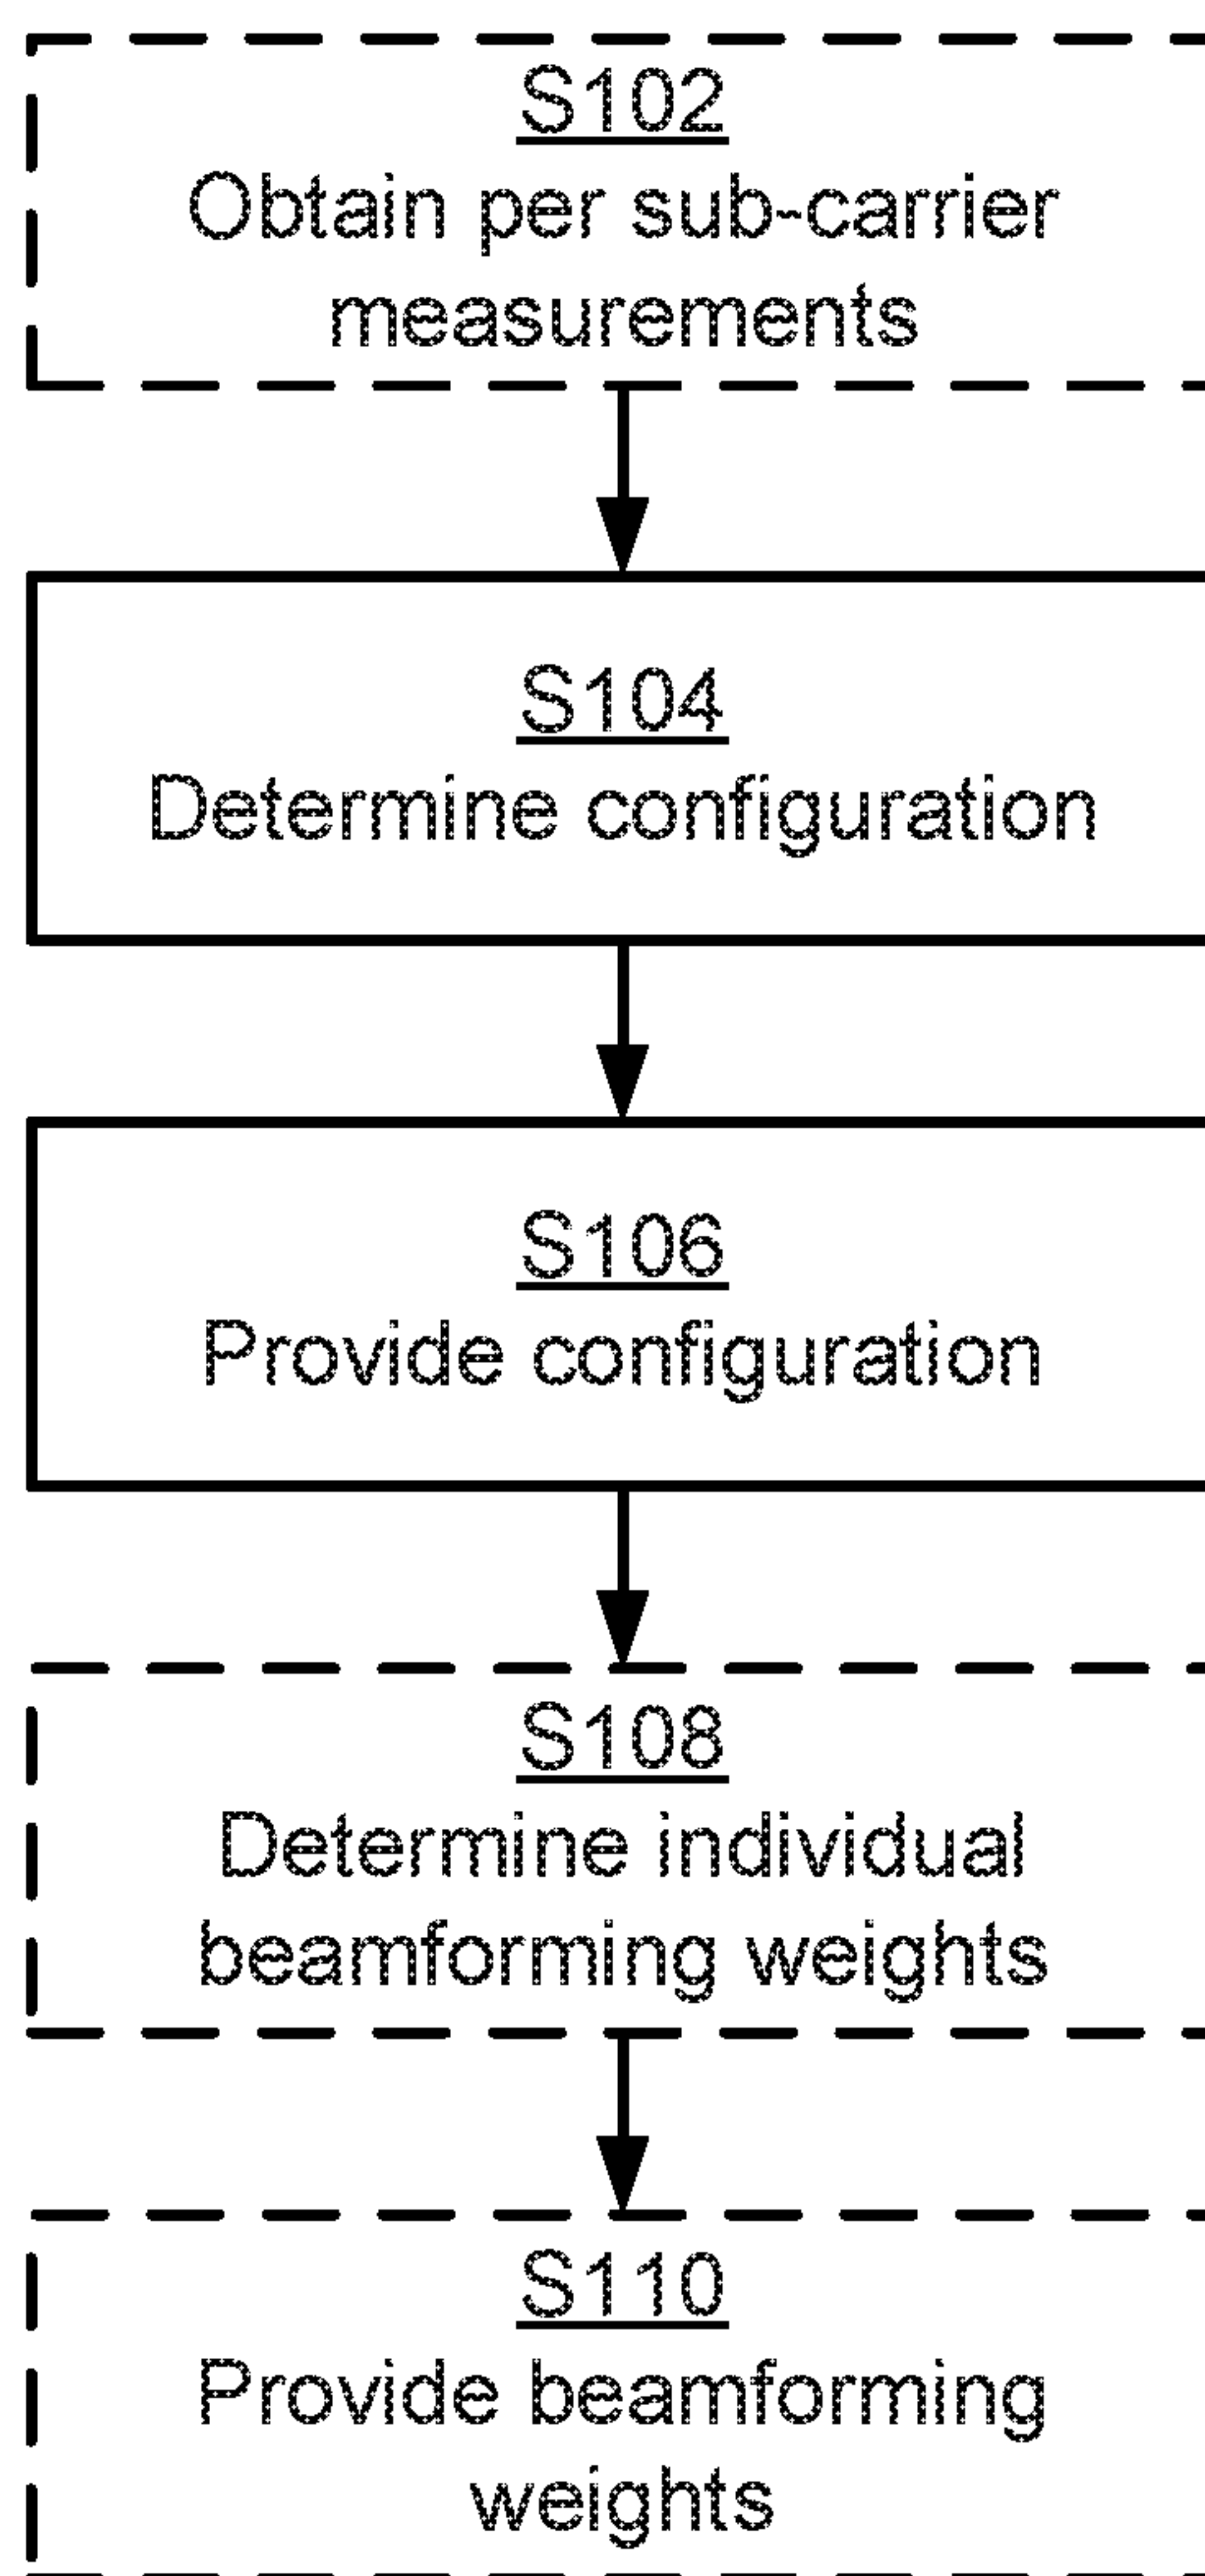 S102
Obtain per sub-carrier
measurements
S104
Determine configuration
S106
Provide configuration
S108
Determine individual
beamforming weights
S110
Provide beamforming
weights